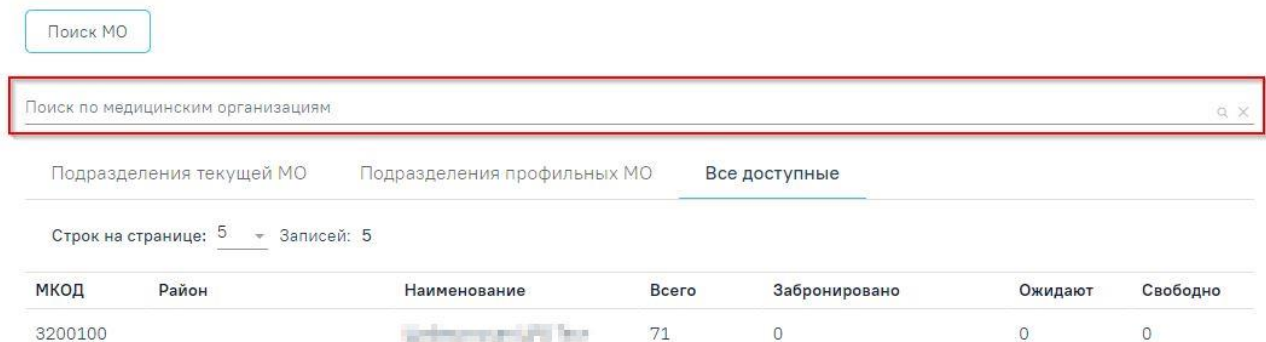 Поиск МО
Поиск по медицинским организациям
Подразделения текущей МО Подразделения профильных МО Все доступные
Строк на странице: 5 Записей: 5
МКОД Район Наименование Всего Забронировано Ожидают Свободно
3200100 71 0 0 0